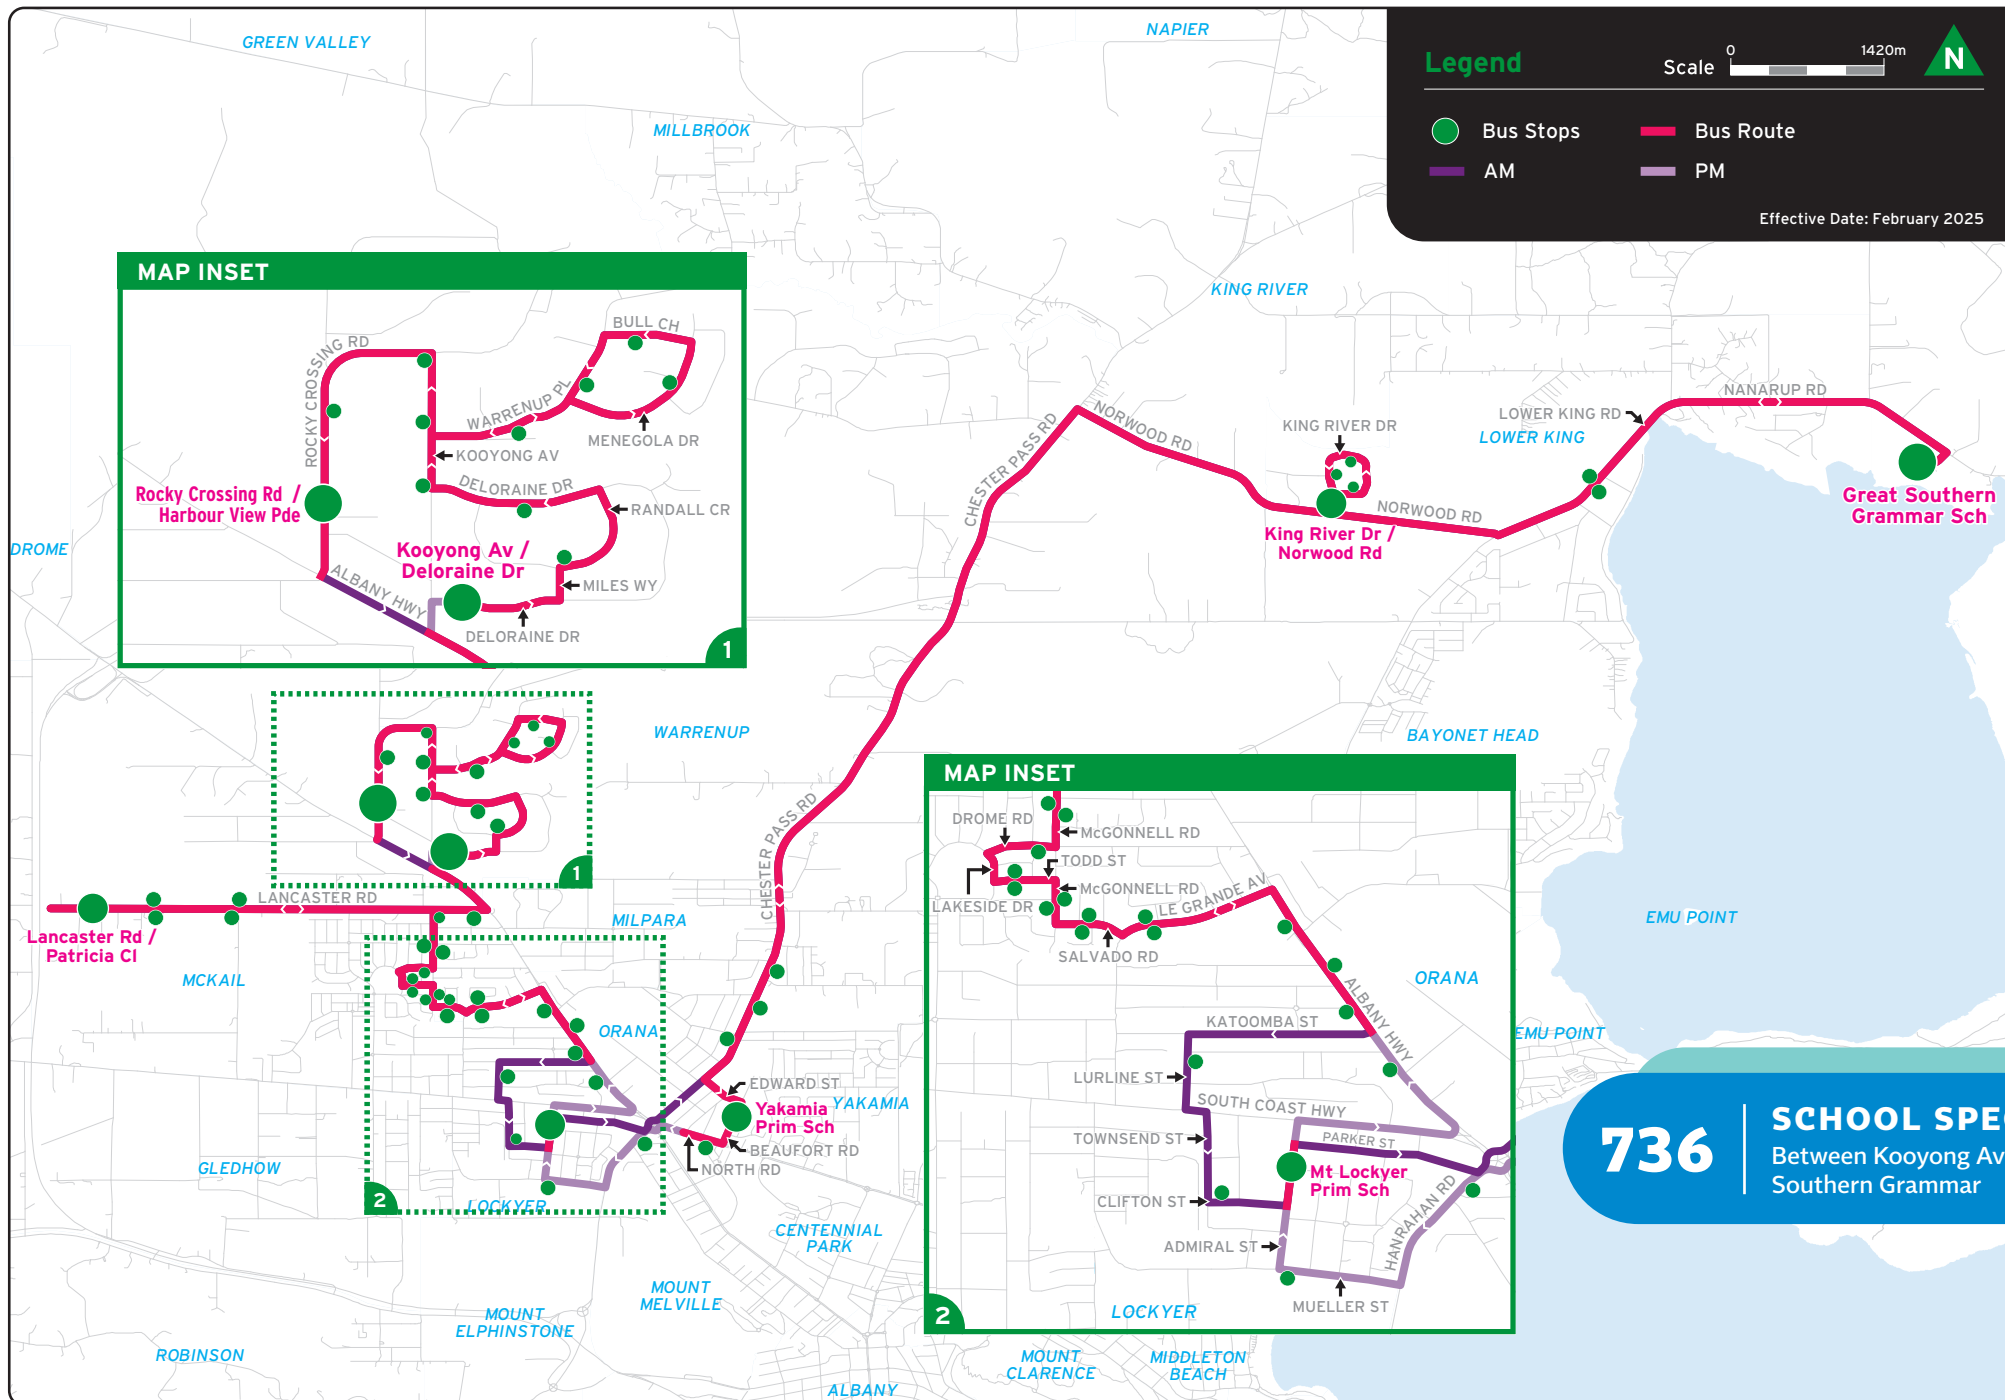 GREEN VALLEY
NAPIER
MILLBROOK
KING RIVER
Legend
Scale
0
1420m
N
Bus Stops
Bus Route
AM
PM
Effective Date: February 2025
MAP INSET
BULL CH
ROCKY CROSSING RD
WARRENUP PL
MENEGOLA DR
KOOYONG AV
DELORAINE DR
RANDALL CR
Rocky Crossing Rd /
Harbour View Pde
Kooyong Av /
Deloraine Dr
ALBANY HWY
MILES WY
DELORAINE DR
1
DROME
CHESTER PASS RD
NORWOOD RD
KING RIVER DR
NORWOOD RD
King River Dr /
Norwood Rd
LOWER KING RD
LOWER KING
NANARUP RD
Great Southern
Grammar Sch
WARRENUP
BAYONET HEAD
1
LANCASTER RD
Lancaster Rd /
Patricia Cl
MCKAIL
MILPARA
CHESTER PASS RD
ORANA
EDWARD ST
Yakamia
Prim Sch
YAKAMIA
BEAUFORT RD
NORTH RD
GLEDHOW
2
LOCKYER
CENTENNIAL
PARK
MOUNT
MELVILLE
MOUNT
ELPHINSTONE
ROBINSON
ALBANY
MAP INSET
DROME RD
McGONNELL RD
TODD ST
McGONNELL RD
LAKESIDE DR
LE GRANDE AV
SALVADO RD
ORANA
ALBANY HWY
KATOOMBA ST
LURLINE ST
SOUTH COAST HWY
TOWNSEND ST
PARKER ST
Mt Lockyer
Prim Sch
CLIFTON ST
ADMIRAL ST
HANRAHAN RD
MUELLER ST
LOCKYER
2
MOUNT
CLARENCE
MIDDLETON
BEACH
EMU POINT
EMU POINT
736
SCHOOL SPE
Between Kooyong Av
Southern Grammar